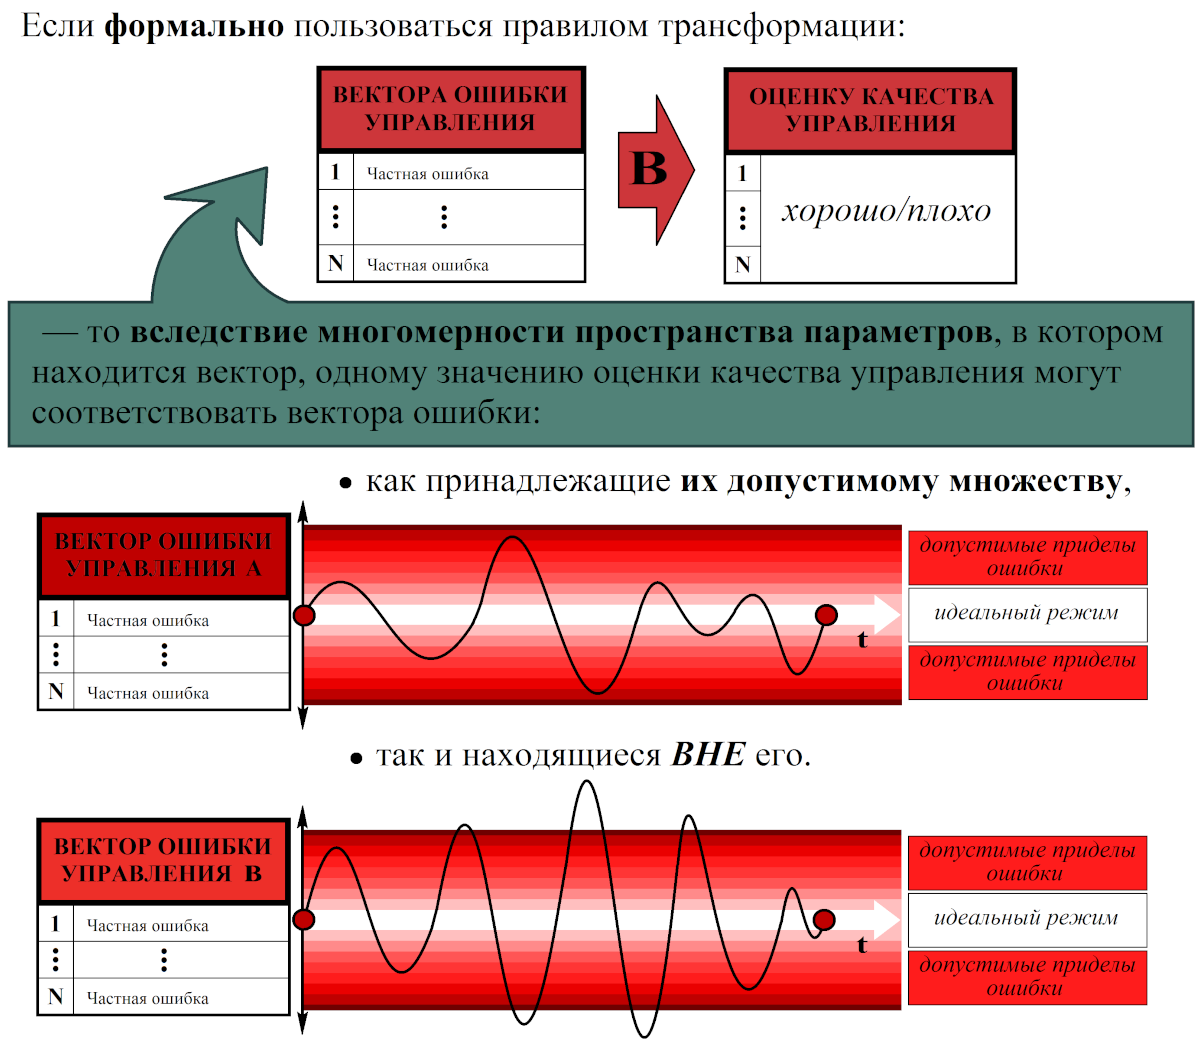 Если формально пользоваться правилом трансформации:
ВЕКТОРА ОШИБКИ
УПРАВЛЕНИЯ
1 Частная ошибка
N Частная ошибка
В
ОЦЕНКУ КАЧЕСТВА
УПРАВЛЕНИЯ
1
хорошо/плохо
N
— то вследствие многомерности пространства параметров, в котором
находится вектор, одному значению оценки качества управления могут
соответствовать вектора ошибки:
• как принадлежащие их допустимому множеству,
ВЕКТОР ОШИБКИ
УПРАВЛЕНИЯ А
1 Частная ошибка
N Частная ошибка
t
допустимые приделы
ошибки
идеальный режим
допустимые приделы
ошибки
• так и находящиеся ВНЕ его.
ВЕКТОР ОШИБКИ
УПРАВЛЕНИЯ В
1 Частная ошибка
N Частная ошибка
t
допустимые приделы
ошибки
идеальный режим
допустимые приделы
ошибки